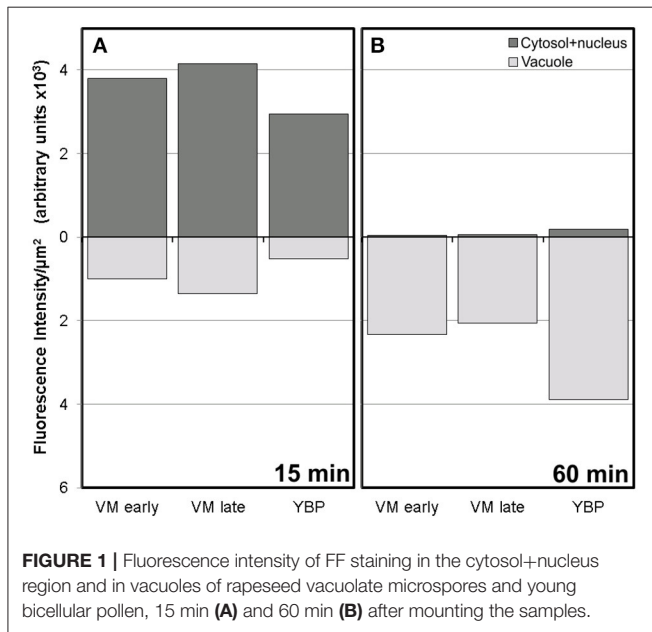 A
B
Cytosol+nucleus
Vacuole
Fluorescence Intensity/µm² (arbitrary units x10³)
4
2
0
2
4
6
15 min
60 min
VM early VM late YBP
VM early VM late YBP
FIGURE 1 | Fluorescence intensity of FF staining in the cytosol+nucleus
region and in vacuoles of rapeseed vacuolate microspores and young
bicellular pollen, 15 min (A) and 60 min (B) after mounting the samples.